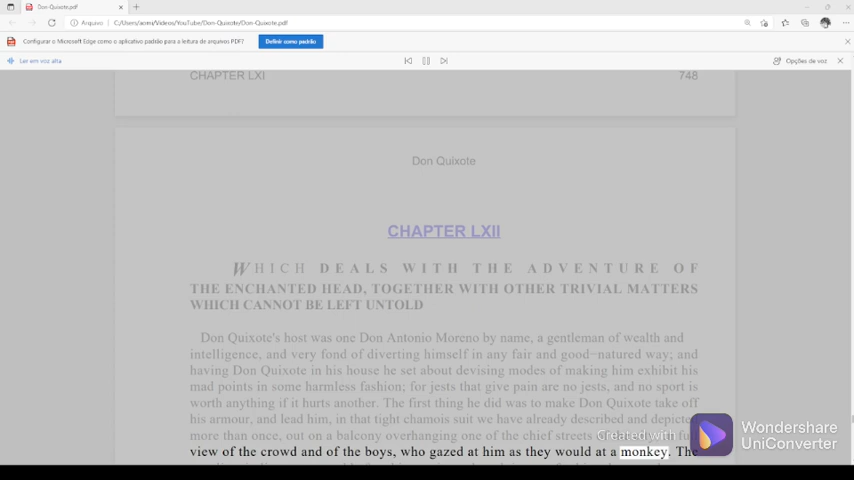 Don-Quixote.pdf
Arquivo
C:/Users/xxmn/Videos/YouTube/Don-Quixote/Don-Quixote.pdf
Configurar o Microsoft Edge como o aplicativo padrão para a leitura de arquivos PDF?
Definir como padrão
Ler em voz alta
Opções de voz
CHAPTER LXI 748
Don Quixote
CHAPTER LXII
WHICH DEALS WITH THE ADVENTURE OF
THE ENCHANTED HEAD, TOGETHER WITH OTHER TRIVIAL MATTERS
WHICH CANNOT BE LEFT UNTOLD
Don Quixote's host was one Don Antonio Moreno by name, a gentleman of wealth and
intelligence, and very fond of diverting himself in any fair and good−natured way; and
having Don Quixote in his house he set about devising modes of making him exhibit his
mad points in some harmless fashion; for jests that give pain are no jests, and no sport is
worth anything if it hurts another. The first thing he did was to make Don Quixote take off
his armour, and lead him, in that tight chamois suit we have already described and depicted
more than once, out on a balcony overhanging one of the chief streets
view of the crowd and of the boys, who gazed at him as they would at a monkey. The
Created with
Wondershare
UniConverter